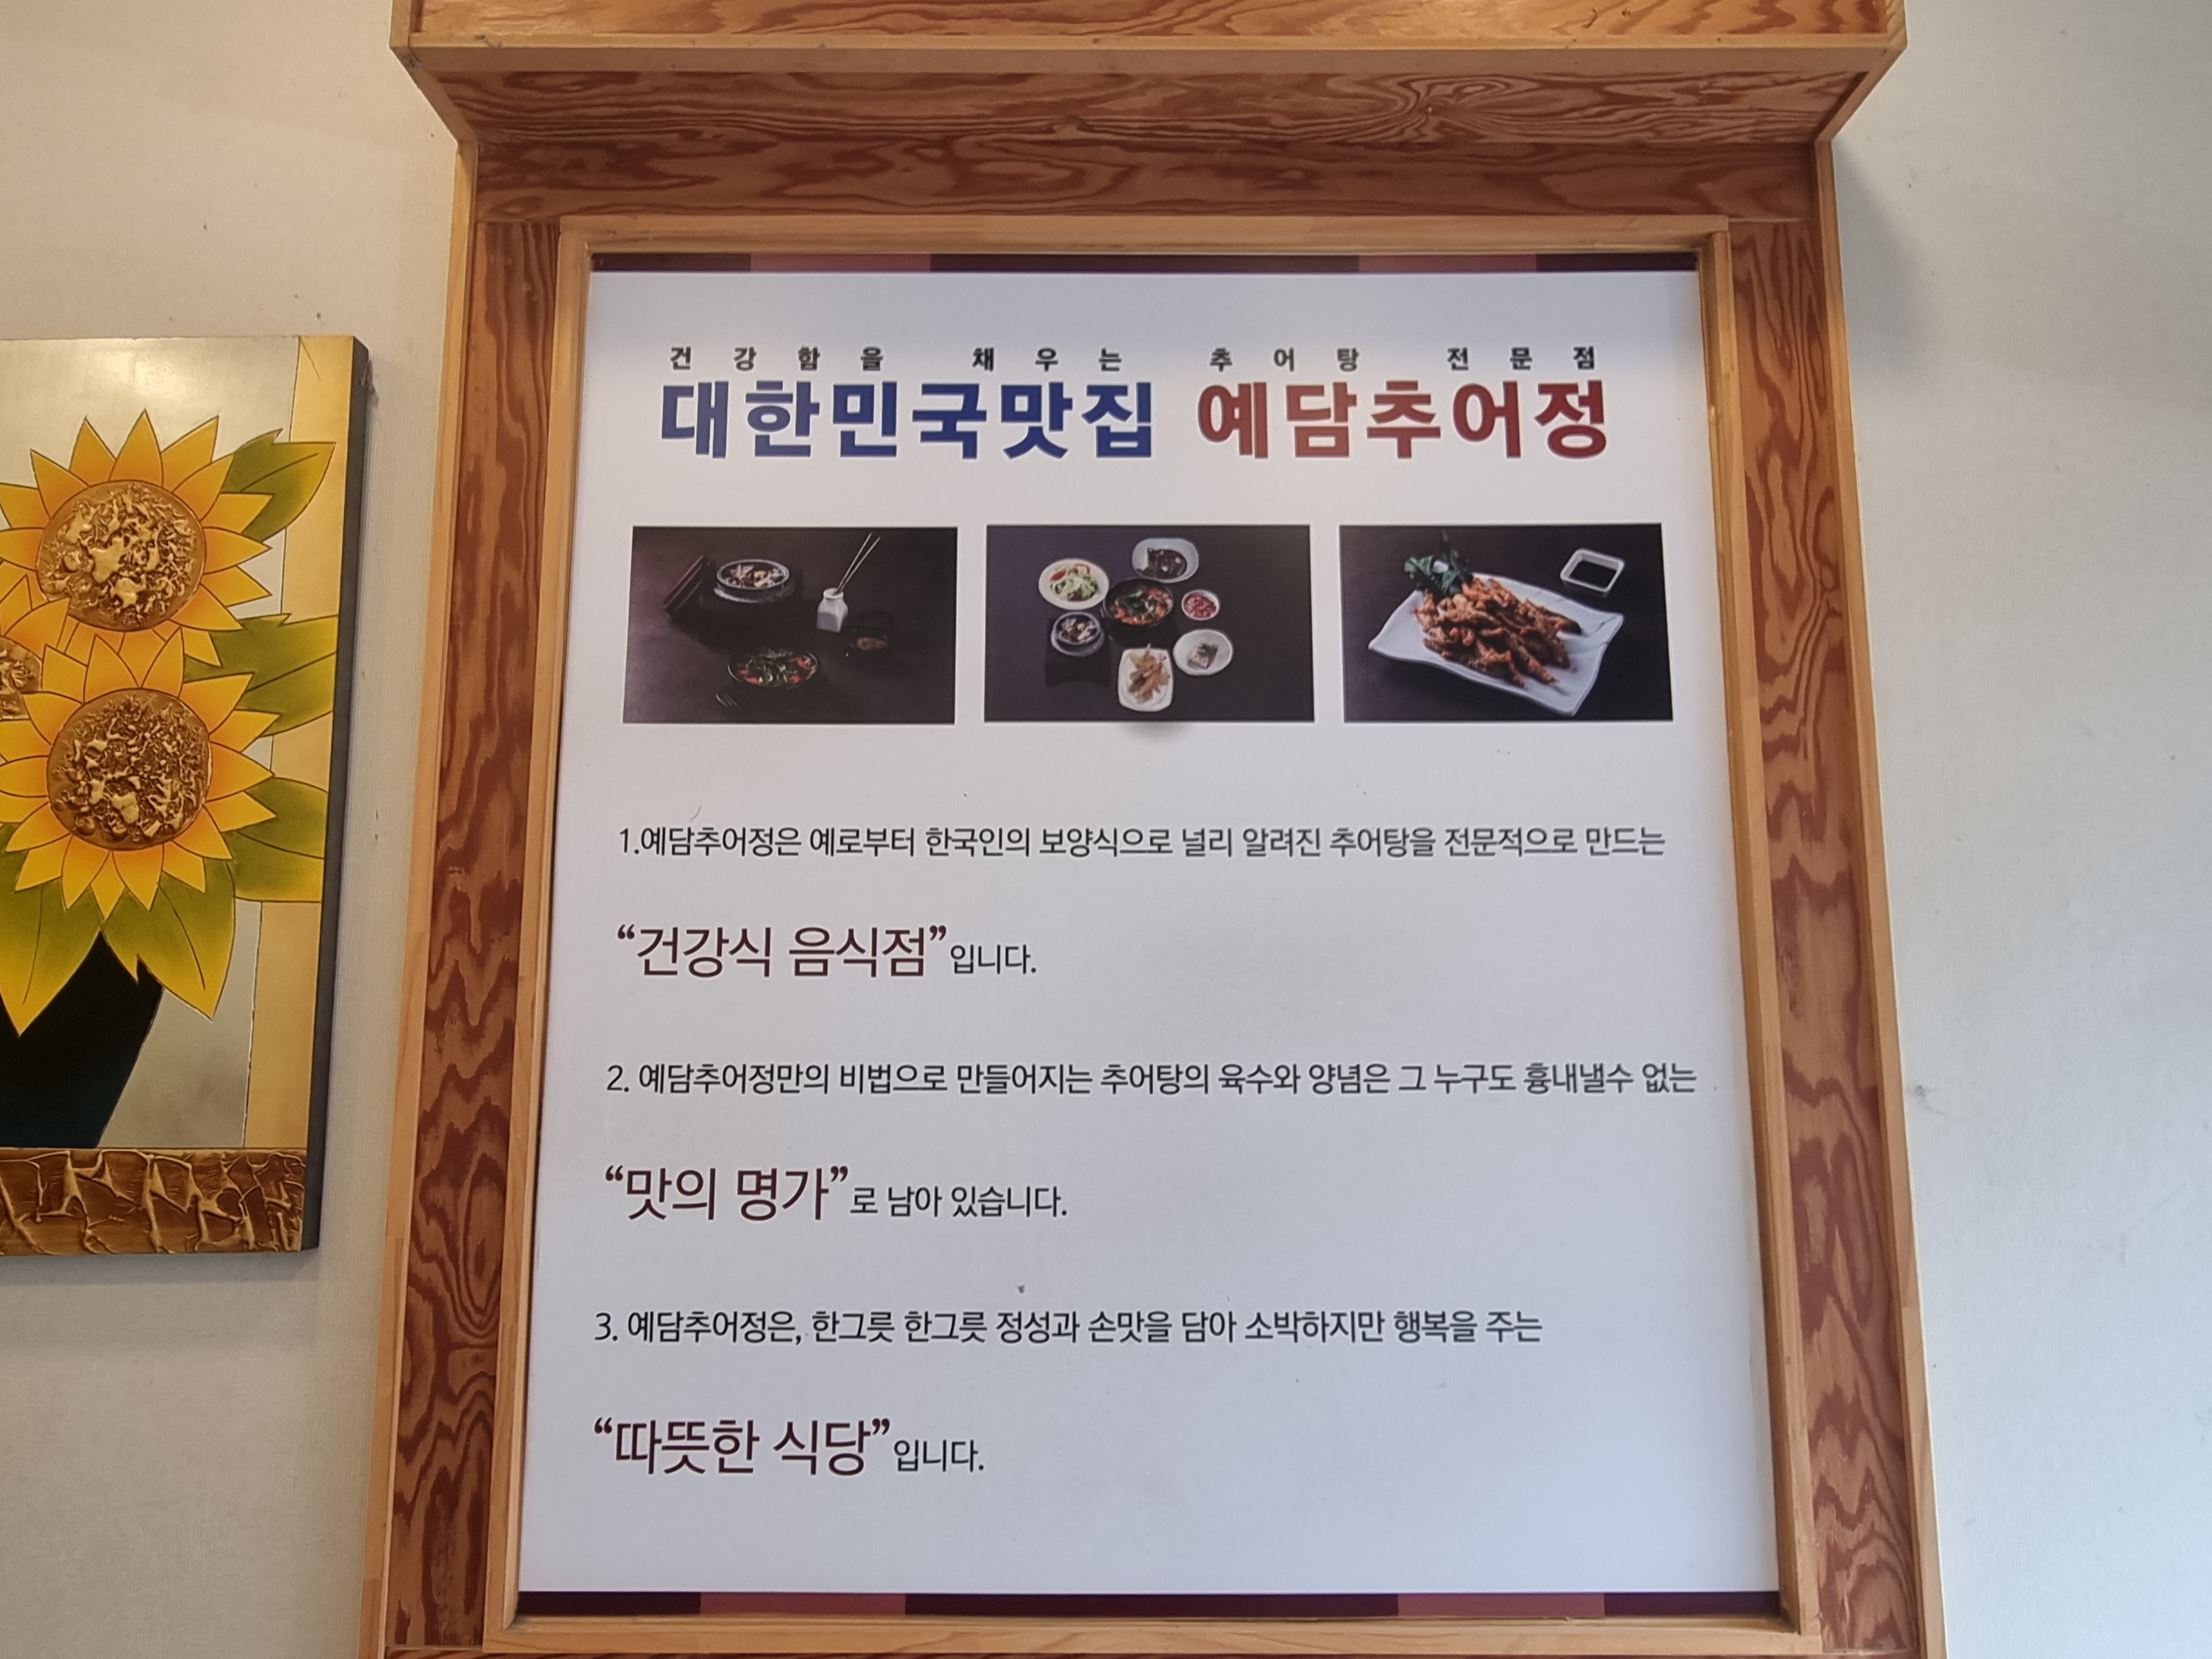 건강함을 채우는 추어탕 전문점
대한민국맛집 예담추어정
1.예담추어정은 예로부터 한국인의 보양식으로 널리 알려진 추어탕을 전문적으로 만드는
“건강식 음식점”입니다.
2. 예담추어정만의 비법으로 만들어지는 추어탕의 육수와 양념은 그 누구도 흉내낼수 없는
“맛의 명가”로 남아 있습니다.
3. 예담추어정은, 한그릇 한그릇 정성과 손맛을 담아 소박하지만 행복을 주는
“따뜻한 식당”입니다.